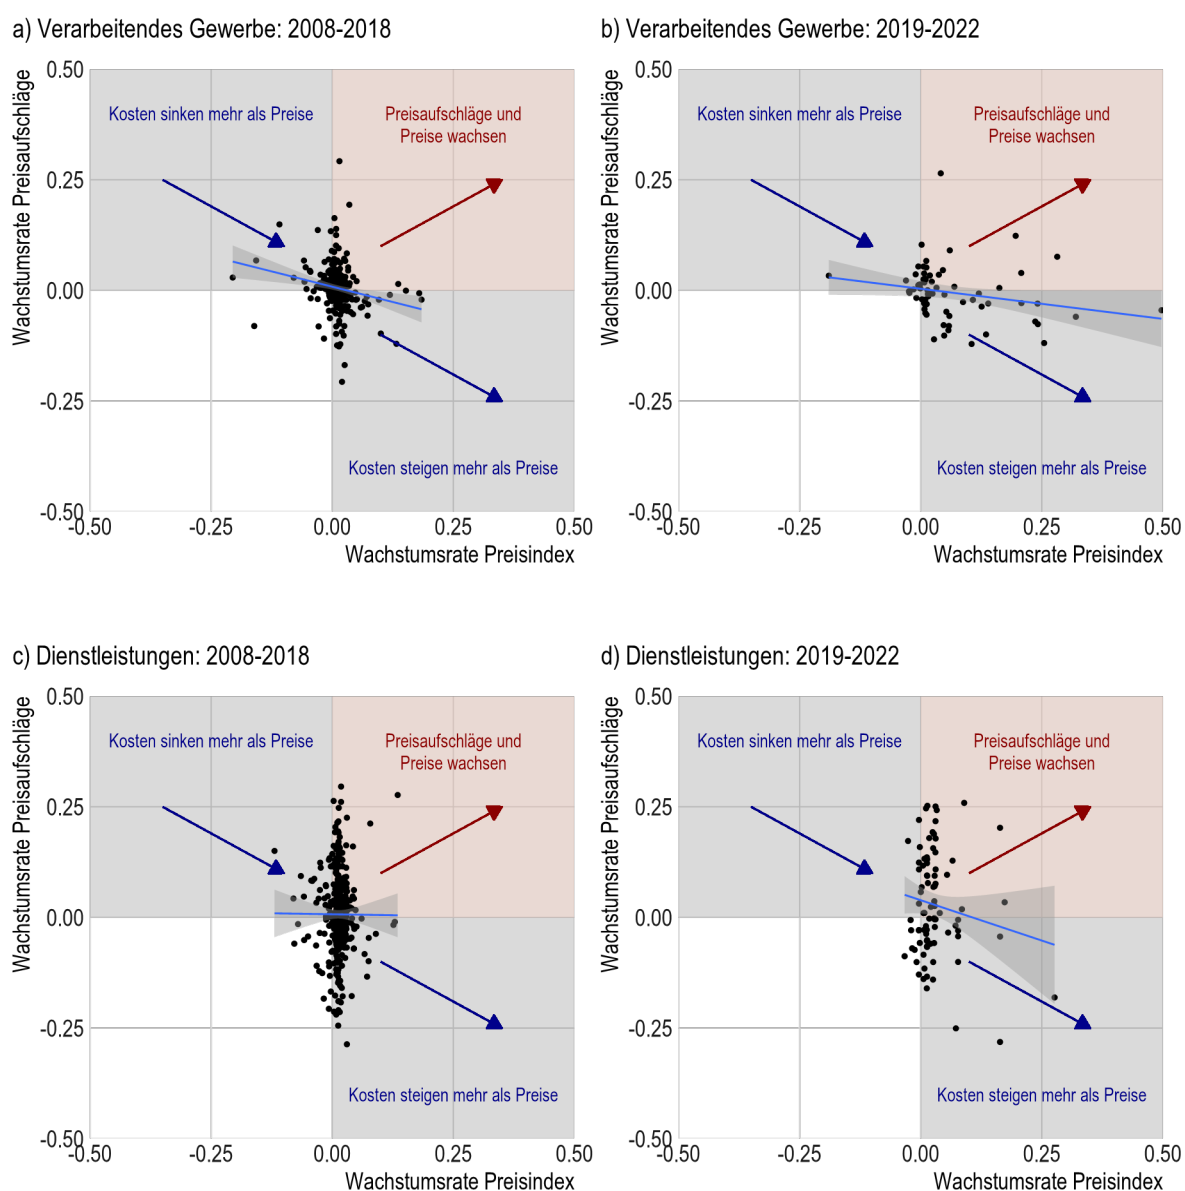 a) Verarbeitendes Gewerbe: 2008-2018
Wachstumsrate Preisaufschläge
0.50
0.25
0.00
-0.25
-0.50
Kosten sinken mehr als Preise
Preisaufschläge und
Preise wachsen
Kosten steigen mehr als Preise
-0.50
-0.25
0.00
0.25
0.50
Wachstumsrate Preisindex
b) Verarbeitendes Gewerbe: 2019-2022
Wachstumsrate Preisaufschläge
0.50
0.25
0.00
-0.25
-0.50
Kosten sinken mehr als Preise
Preisaufschläge und
Preise wachsen
Kosten steigen mehr als Preise
-0.50
-0.25
0.00
0.25
0.50
Wachstumsrate Preisindex
c) Dienstleistungen: 2008-2018
Wachstumsrate Preisaufschläge
0.50
0.25
0.00
-0.25
-0.50
Kosten sinken mehr als Preise
Preisaufschläge und
Preise wachsen
Kosten steigen mehr als Preise
-0.50
-0.25
0.00
0.25
0.50
Wachstumsrate Preisindex
d) Dienstleistungen: 2019-2022
Wachstumsrate Preisaufschläge
0.50
0.25
0.00
-0.25
-0.50
Kosten sinken mehr als Preise
Preisaufschläge und
Preise wachsen
Kosten steigen mehr als Preise
-0.50
-0.25
0.00
0.25
0.50
Wachstumsrate Preisindex